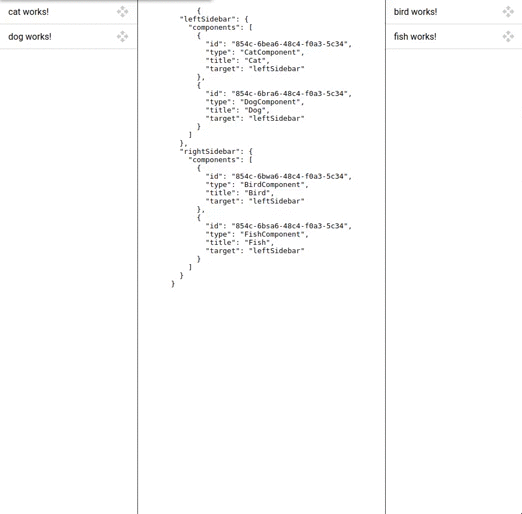 cat works!
dog works!
{
"leftSidebar": {
"components": [
{
"id": "854c-6bea6-48c4-f0a3-5c34",
"type": "CatComponent",
"title": "Cat",
"target": "leftSidebar"
},
{
"id": "854c-6bra6-48c4-f0a3-5c34",
"type": "DogComponent",
"title": "Dog",
"target": "leftSidebar"
}
]
},
"rightSidebar": {
"components": [
{
"id": "854c-6bwa6-48c4-f0a3-5c34",
"type": "BirdComponent",
"title": "Bird",
"target": "leftSidebar"
},
{
"id": "854c-6bsa6-48c4-f0a3-5c34",
"type": "FishComponent",
"title": "Fish",
"target": "leftSidebar"
}
]
}
}
bird works!
fish works!